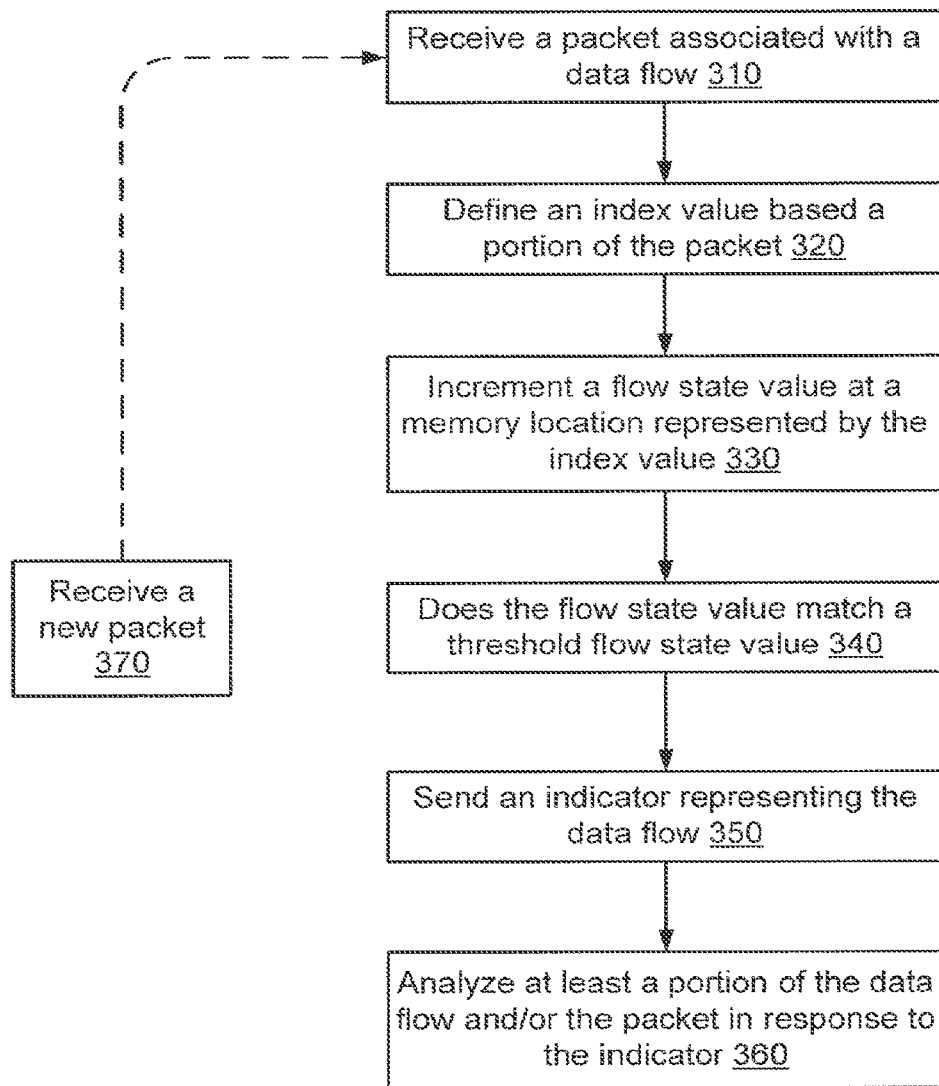 Receive a packet associated with a
data flow 310
Define an index value based a
portion of the packet 320
Increment a flow state value at a
memory location represented by the
index value 330
Receive a
new packet
370
Does the flow state value match a
threshold flow state value 340
Send an indicator representing the
data flow 350
Analyze at least a portion of the data
flow and/or the packet in response to
the indicator 360